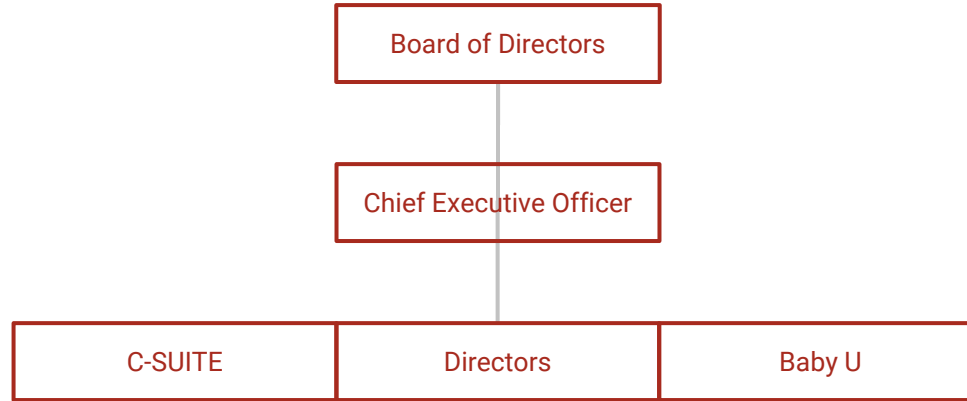 Board of Directors
Chief Executive Officer
C-SUITE
Directors
Baby U